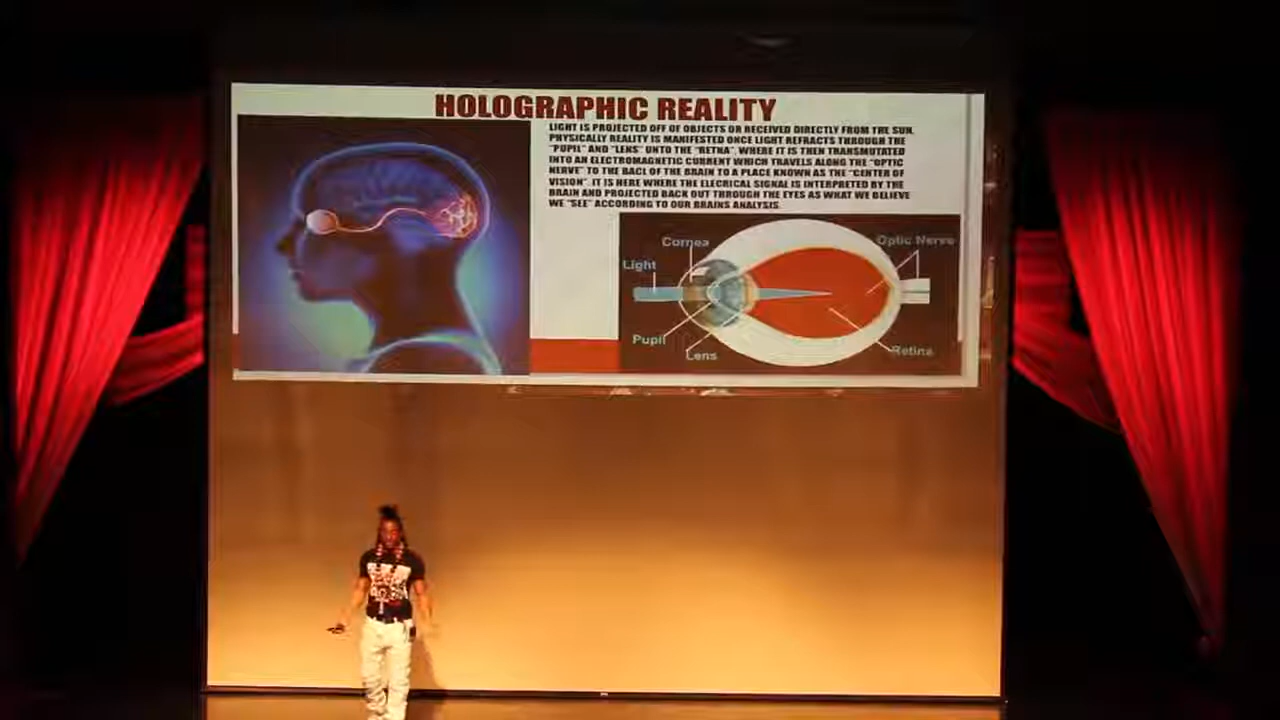 HOLOGRAPHIC REALITY
LIGHT IS PROJECTED OFF OF OBJECTS OR RECEIVED DIRECTLY FROM THE SUN.
PHYSICALLY REALITY IS MANIFESTED ONCE LIGHT REFRACTS THROUGH THE
"PUPIL" AND "LENS" UNTO THE "RETNA", WHERE IT IS THEN TRANSMUTATED
INTO AN ELECTROMAGNETIC CURRENT WHICH TRAVELS ALONG THE "OPTIC
NERVE" TO THE BACL OF THE BRAIN TO A PLACE KNOWN AS THE "CENTER OF
VISION". IT IS HERE WHERE THE ELECRICAL SIGNAL IS INTERPRETED BY THE
BRAIN AND PROJECTED BACK OUT THROUGH THE EYES AS WHAT WE BELIEVE
WE "SEE" ACCORDING TO OUR BRAINS ANALYSIS.
Cornea
Optic Nerve
Light
Pupil
Lens
Retina